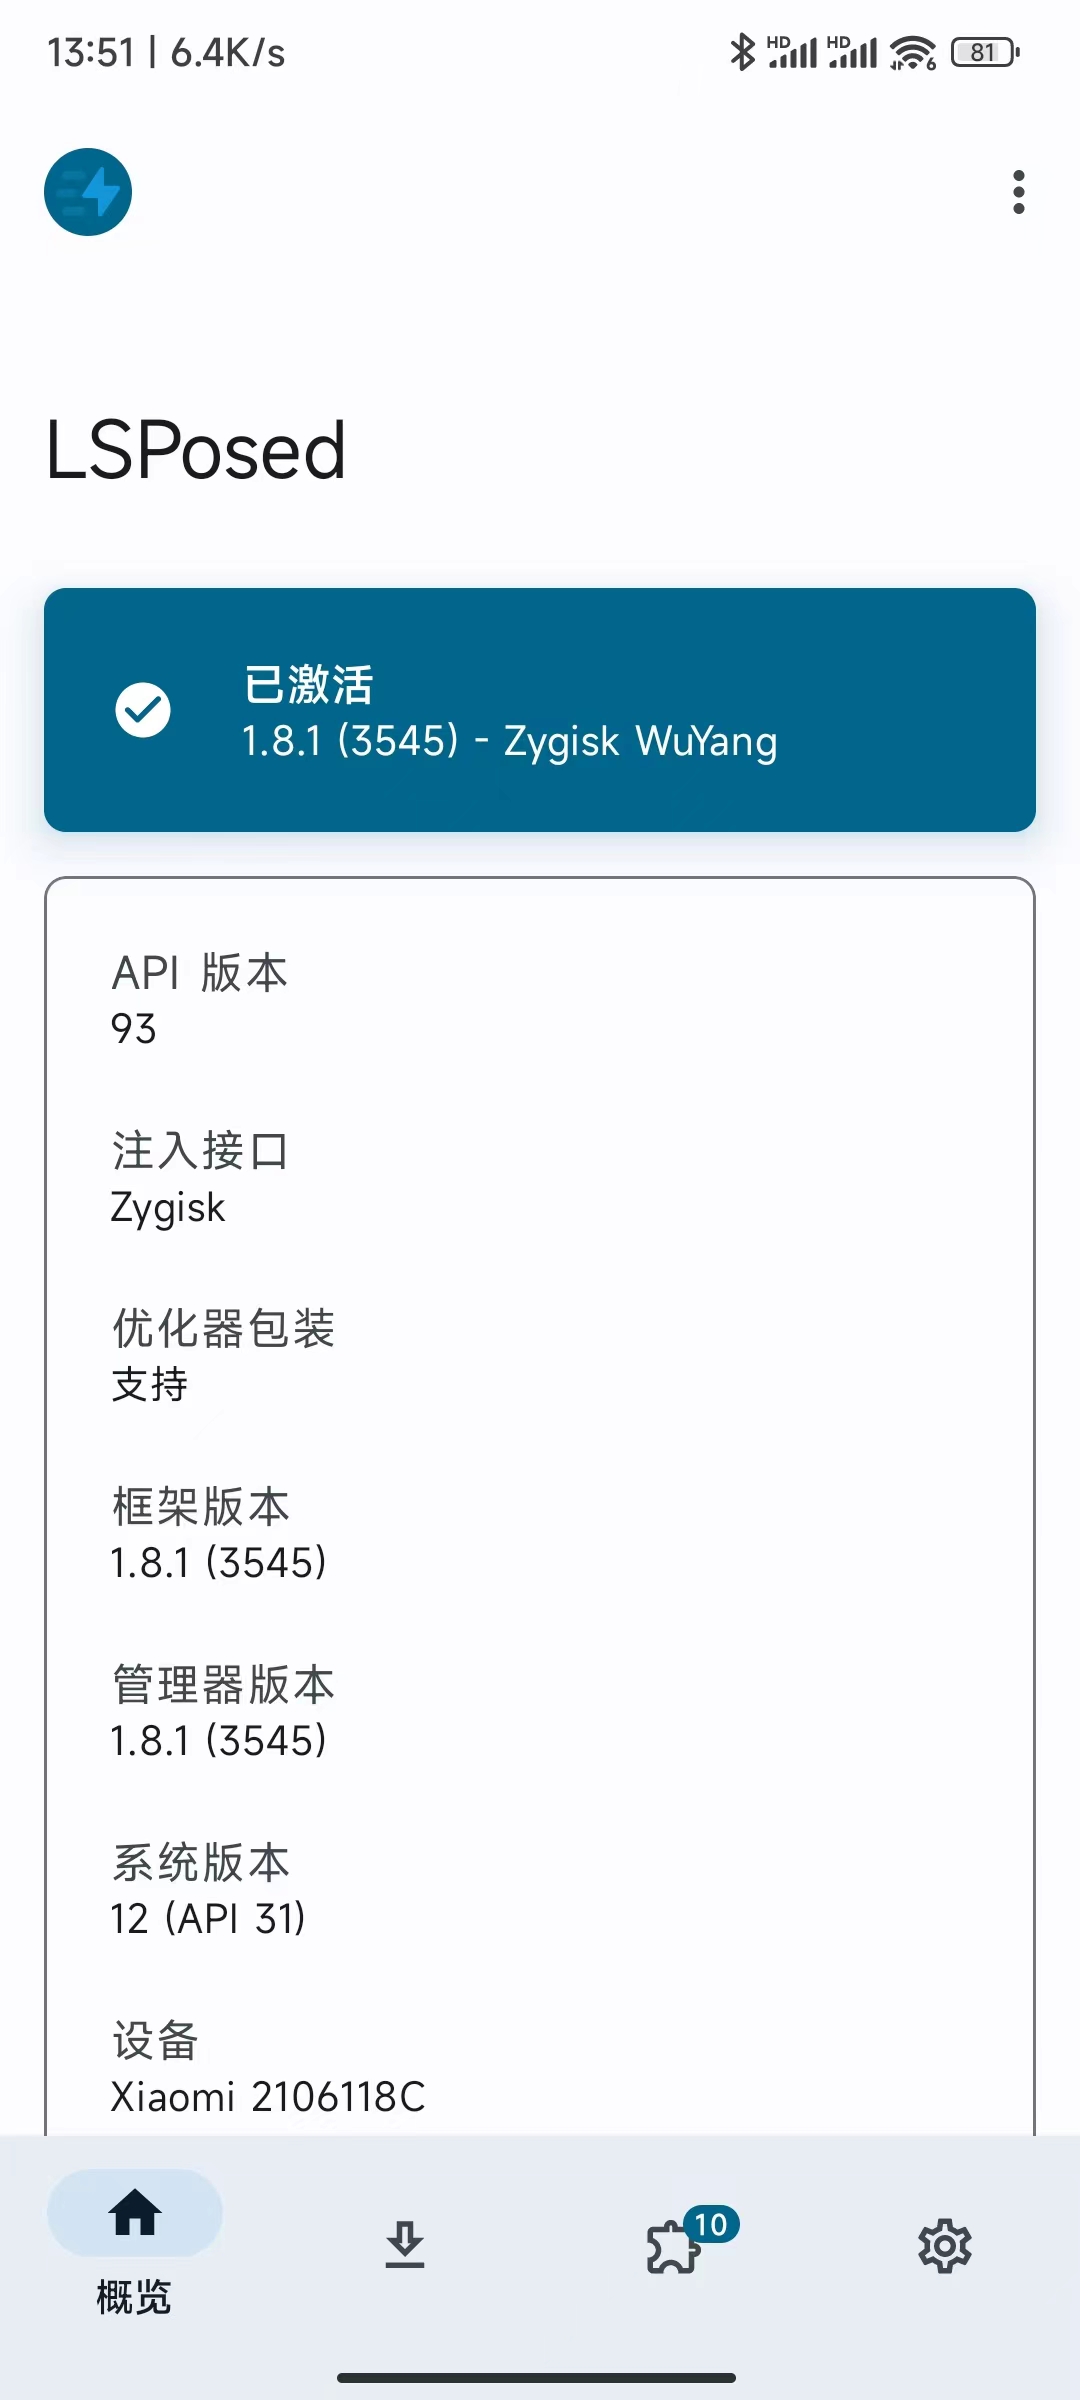 13:51 | 6.4K/s
HD HD 6 81
LSPosed
已激活
1.8.1 (3545) - Zygisk WuYang
API 版本
93
注入接口
Zygisk
优化器包装
支持
框架版本
1.8.1 (3545)
管理器版本
1.8.1 (3545)
系统版本
12 (API 31)
设备
Xiaomi 2106118C
10
概览